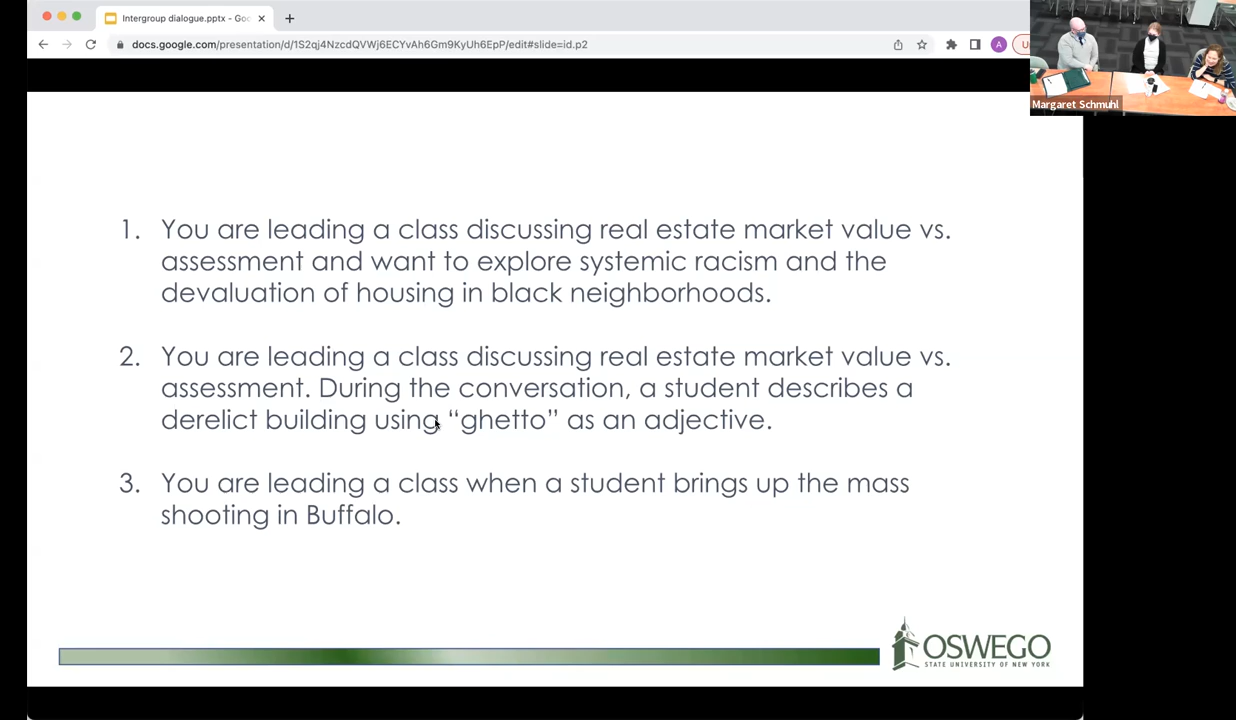 Intergroup dialogue.pptx - Goo
docs.google.com/presentation/d/1S2qj4NzcdQVWj6ECYvAh6Gm9KyUh6EpP/edit#slide=id.p2
A
Margaret Schmuhl
1. You are leading a class discussing real estate market value vs.
assessment and want to explore systemic racism and the
devaluation of housing in black neighborhoods.
2. You are leading a class discussing real estate market value vs.
assessment. During the conversation, a student describes a
derelict building using “ghetto” as an adjective.
3. You are leading a class when a student brings up the mass
shooting in Buffalo.
OSWEGO
STATE UNIVERSITY OF NEW YORK